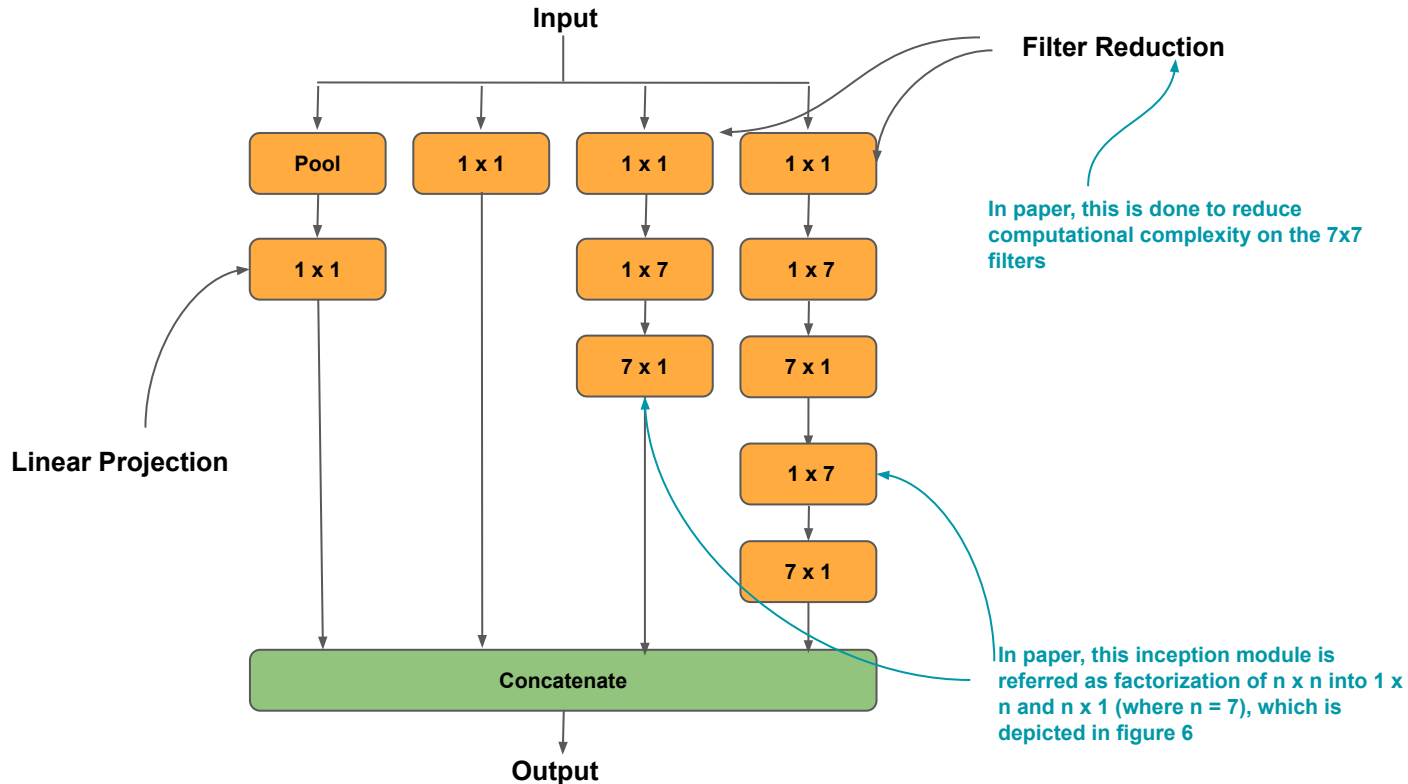 Input
Filter Reduction
Pool
1 x 1
1 x 1
1 x 1
In paper, this is done to reduce
computational complexity on the 7x7
filters
1 x 1
1 x 7
1 x 7
7 x 1
7 x 1
Linear Projection
1 x 7
7 x 1
In paper, this inception module is
referred as factorization of n x n into 1 x
n and n x 1 (where n = 7), which is
depicted in figure 6
Concatenate
Output